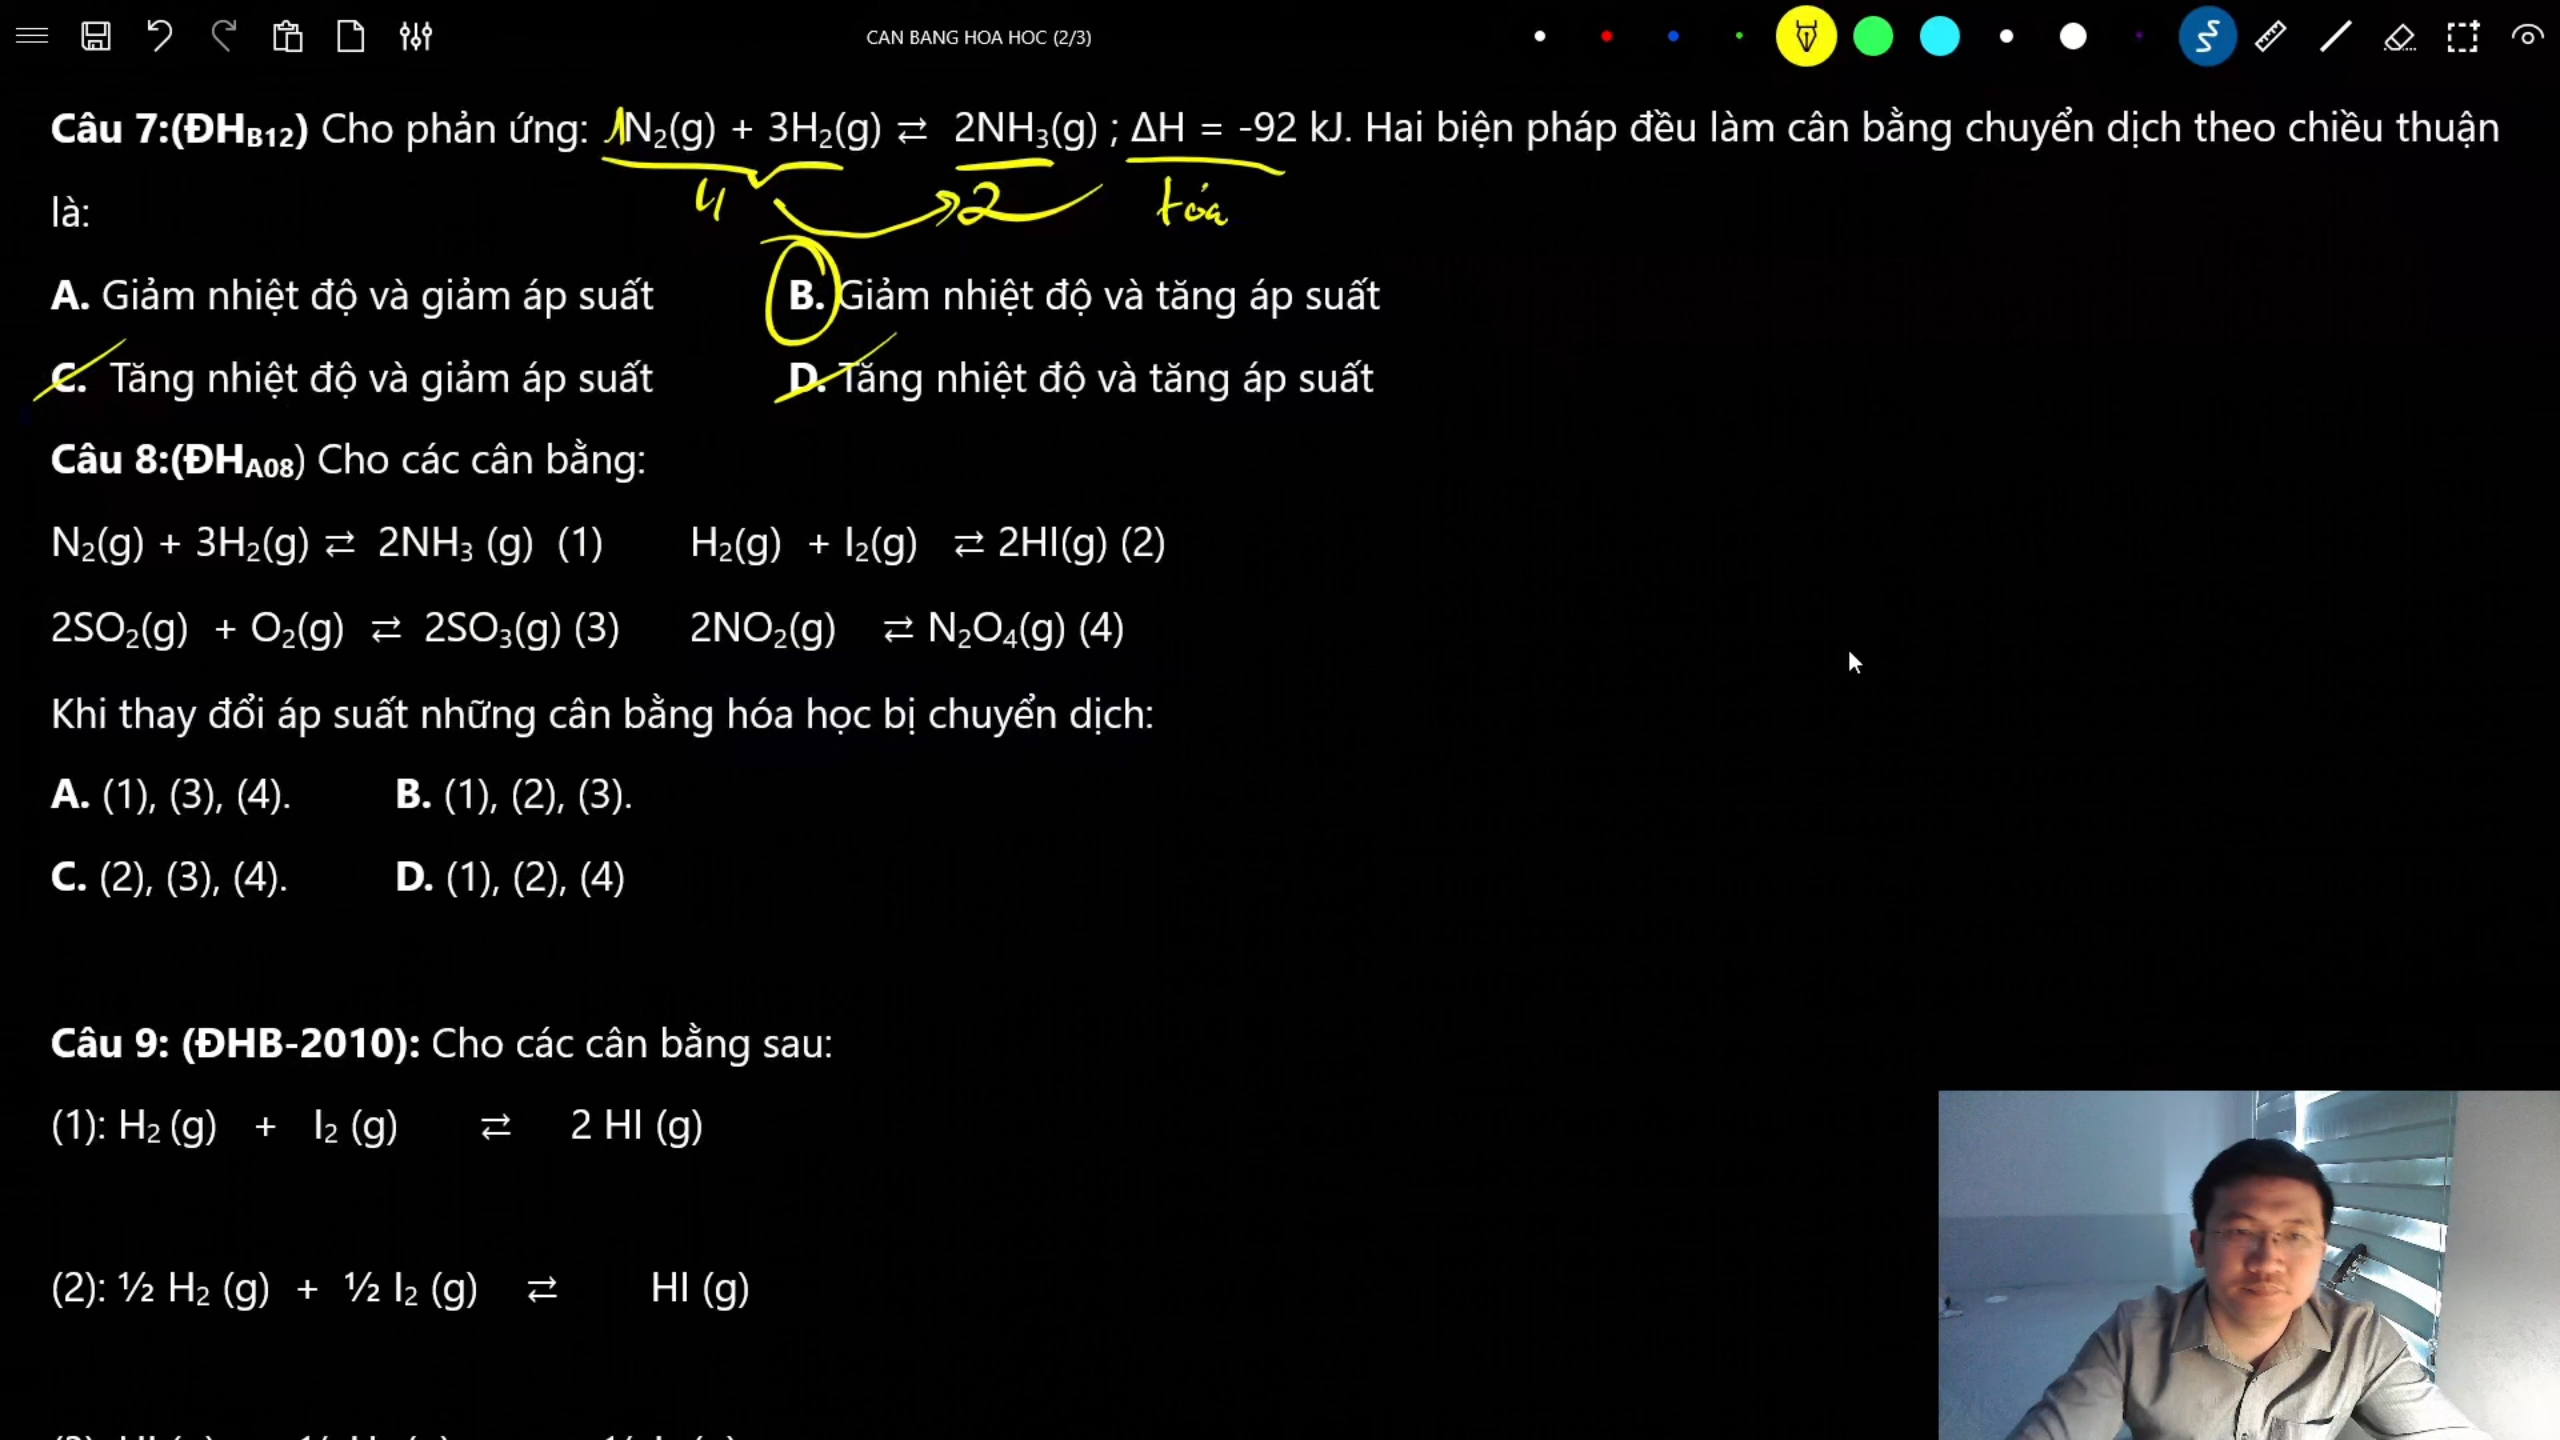 CAN BANG HOA HOC (2/3)
Câu 7:(ĐHB12) Cho phản ứng: 1N2(g) + 3H2(g) ⇄ 2NH3(g) ; ΔH = -92 kJ. Hai biện pháp đều làm cân bằng chuyển dịch theo chiều thuận
4 2 tỏa
là:
A. Giảm nhiệt độ và giảm áp suất B. Giảm nhiệt độ và tăng áp suất
C. Tăng nhiệt độ và giảm áp suất D. Tăng nhiệt độ và tăng áp suất
Câu 8:(ĐHA08) Cho các cân bằng:
N2(g) + 3H2(g) ⇄ 2NH3 (g) (1) H2(g) + I2(g) ⇄ 2HI(g) (2)
2SO2(g) + O2(g) ⇄ 2SO3(g) (3) 2NO2(g) ⇄ N2O4(g) (4)
Khi thay đổi áp suất những cân bằng hóa học bị chuyển dịch:
A. (1), (3), (4). B. (1), (2), (3).
C. (2), (3), (4). D. (1), (2), (4)
Câu 9: (ĐHB-2010): Cho các cân bằng sau:
(1): H2 (g) + I2 (g) ⇄ 2 HI (g)
(2): ½ H2 (g) + ½ I2 (g) ⇄ HI (g)